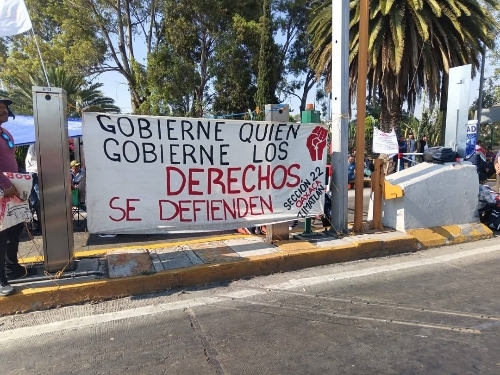 GOBIERNE QUIEN
GOBIERNE LOS
DERECHOS
SE DEFIENDEN
SECCIÓN 22
OAXACA